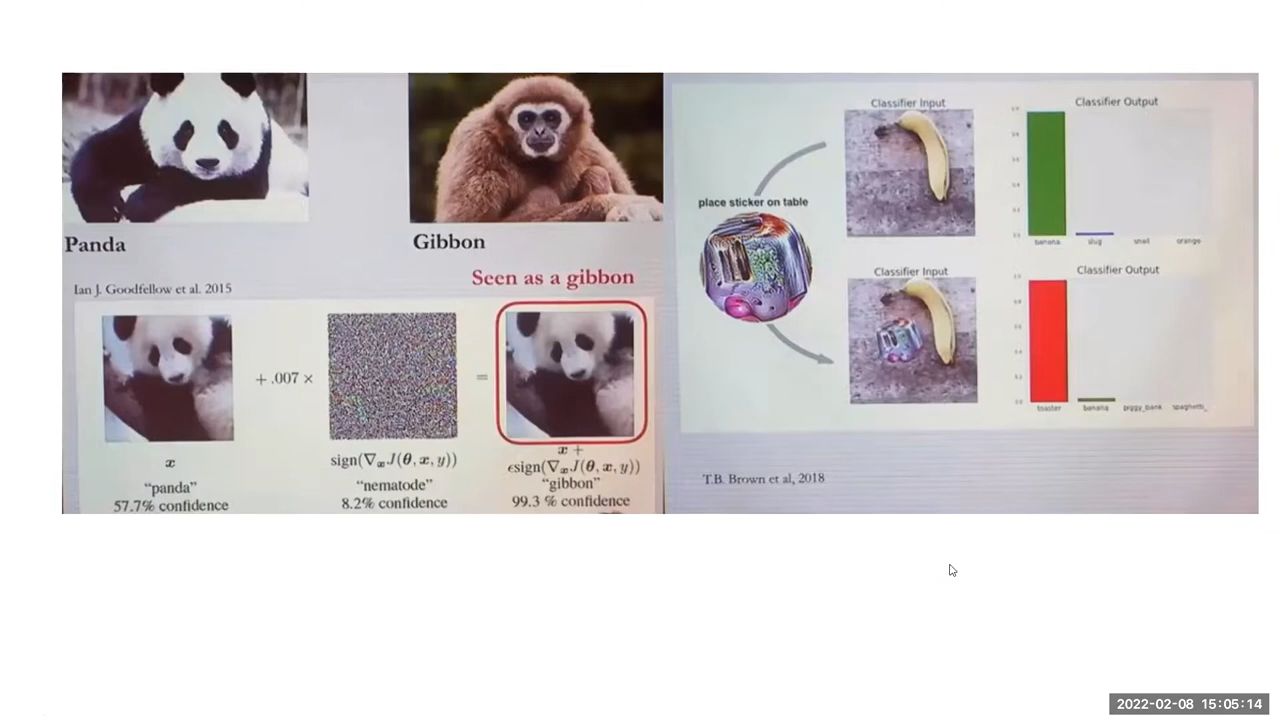 Panda
Gibbon
Seen as a gibbon
Ian J. Goodfellow et al. 2015
+ .007 ×
=
x
sign(∇ₓJ(θ, x, y))
x +
ϵsign(∇ₓJ(θ, x, y))
“panda”
“nematode”
“gibbon”
57.7% confidence
8.2% confidence
99.3 % confidence
place sticker on table
Classifier Input
Classifier Output
banana
slug
snail
orange
Classifier Input
Classifier Output
toaster
banana
piggy_bank
spaghetti_
T.B. Brown et al, 2018
2022-02-08 15:05:14